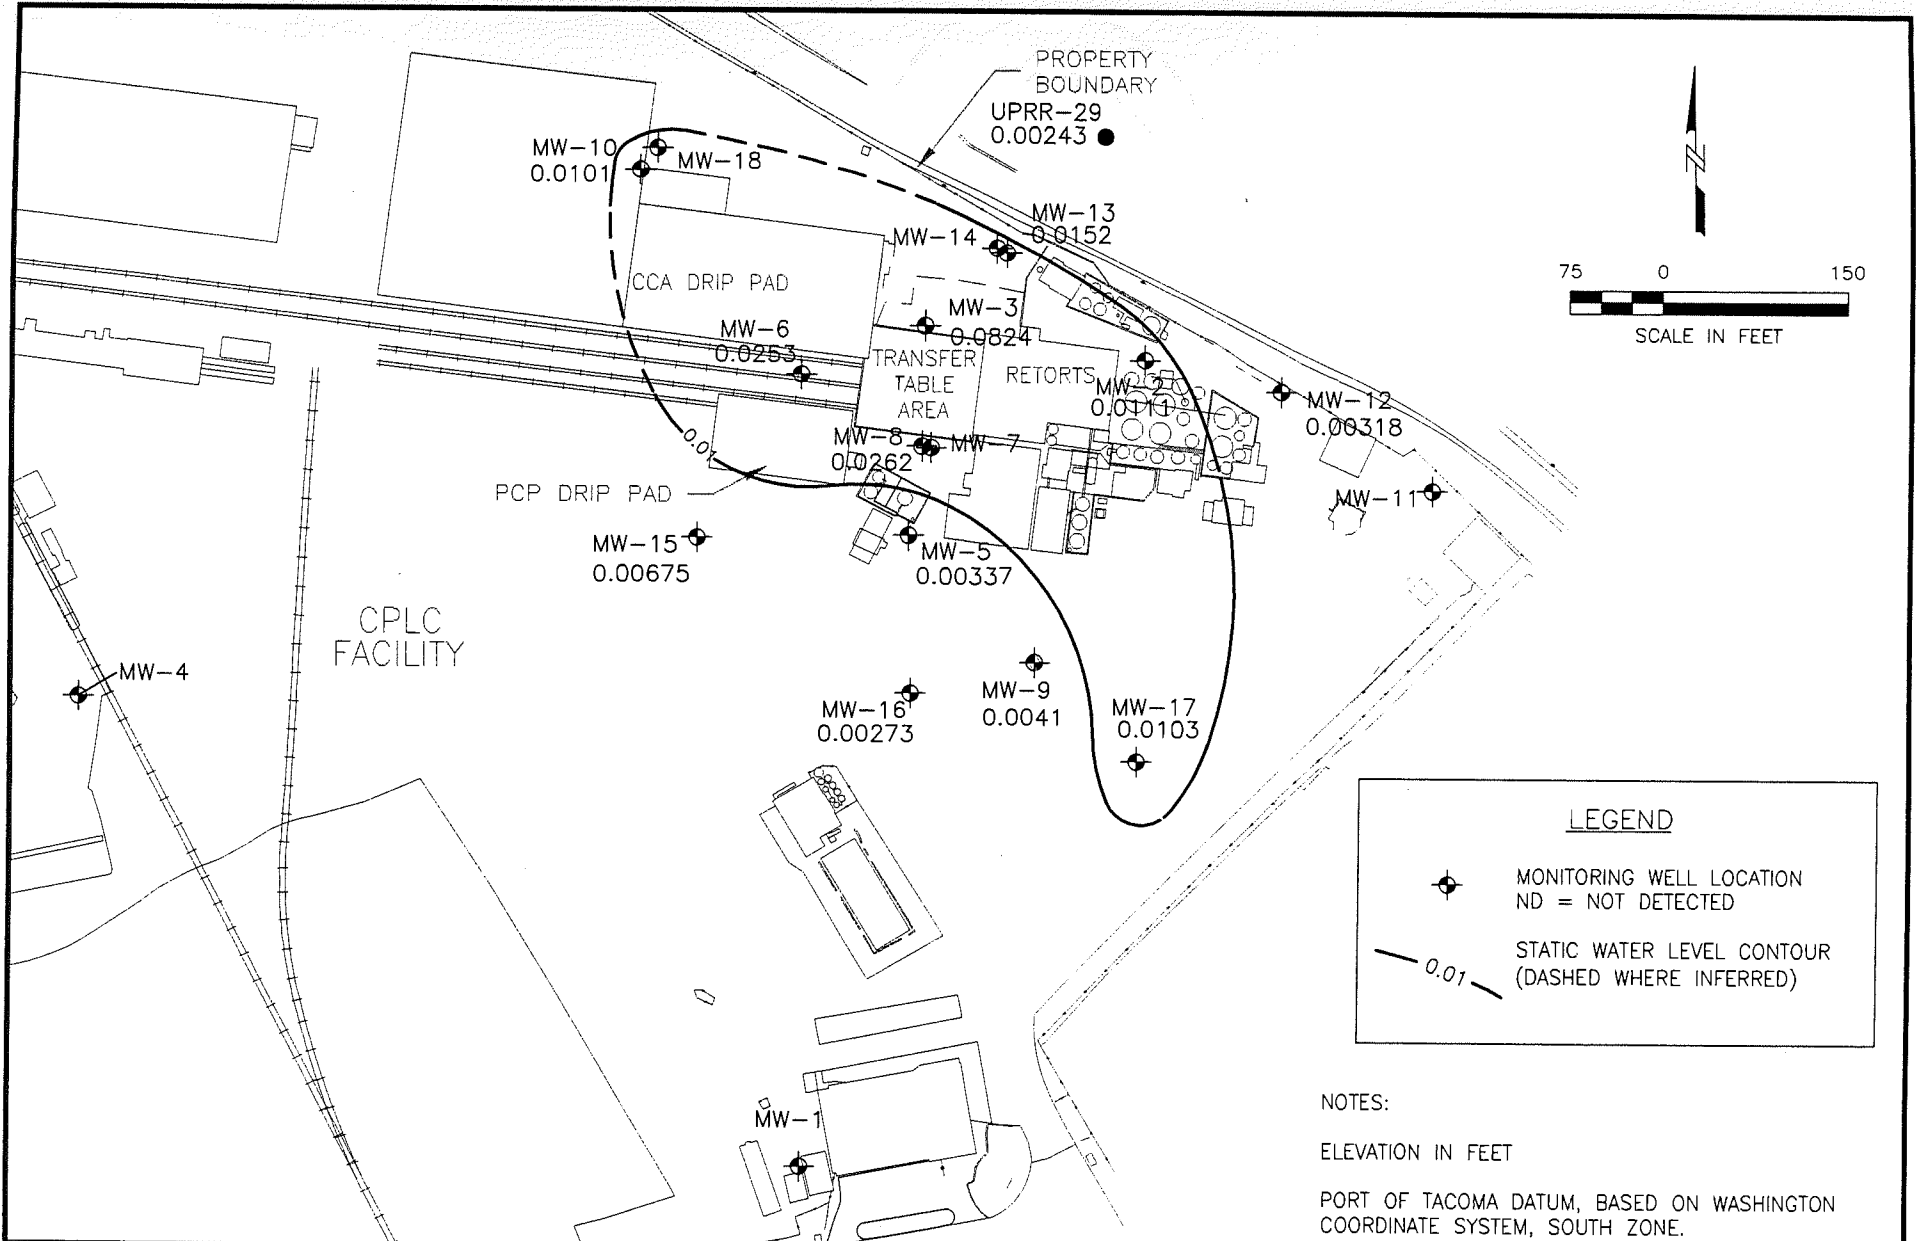 PROPERTY
BOUNDARY
UPRR-29
0.00243
MW-10
0.0101
MW-18
MW-13
0.0152
MW-14
75 0 150
SCALE IN FEET
CCA DRIP PAD
MW-3
0.0824
MW-6
0.0253
TRANSFER
TABLE
AREA
RETORTS
MW-2
0.0111
MW-12
0.00318
MW-8
0.0262
MW-7
0.01
PCP DRIP PAD
MW-11
MW-15
0.00675
MW-5
0.00337
CPLC
FACILITY
MW-4
MW-9
0.0041
MW-16
0.00273
MW-17
0.0103
LEGEND
MONITORING WELL LOCATION
ND = NOT DETECTED
0.01
STATIC WATER LEVEL CONTOUR
(DASHED WHERE INFERRED)
MW-1
NOTES:
ELEVATION IN FEET
PORT OF TACOMA DATUM, BASED ON WASHINGTON
COORDINATE SYSTEM, SOUTH ZONE.